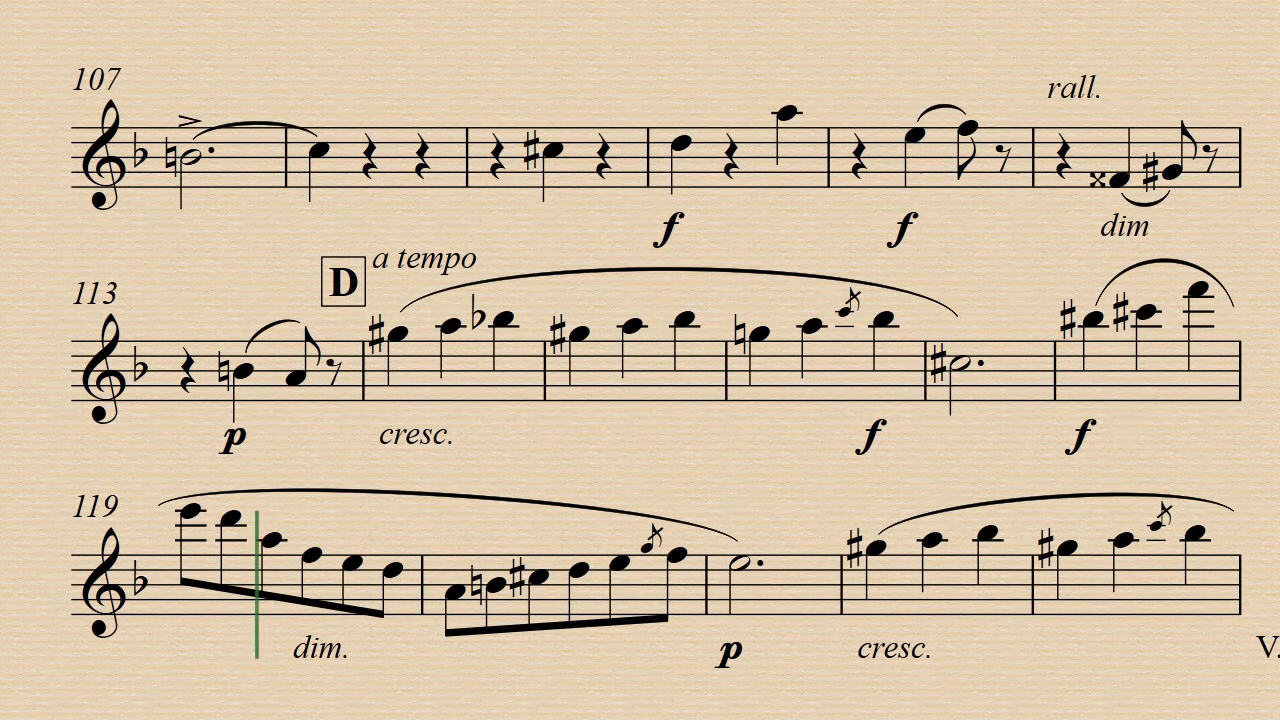 107
rall.
f
f
dim
113
D
a tempo
p
cresc.
f
f
119
dim.
p
cresc.
V.